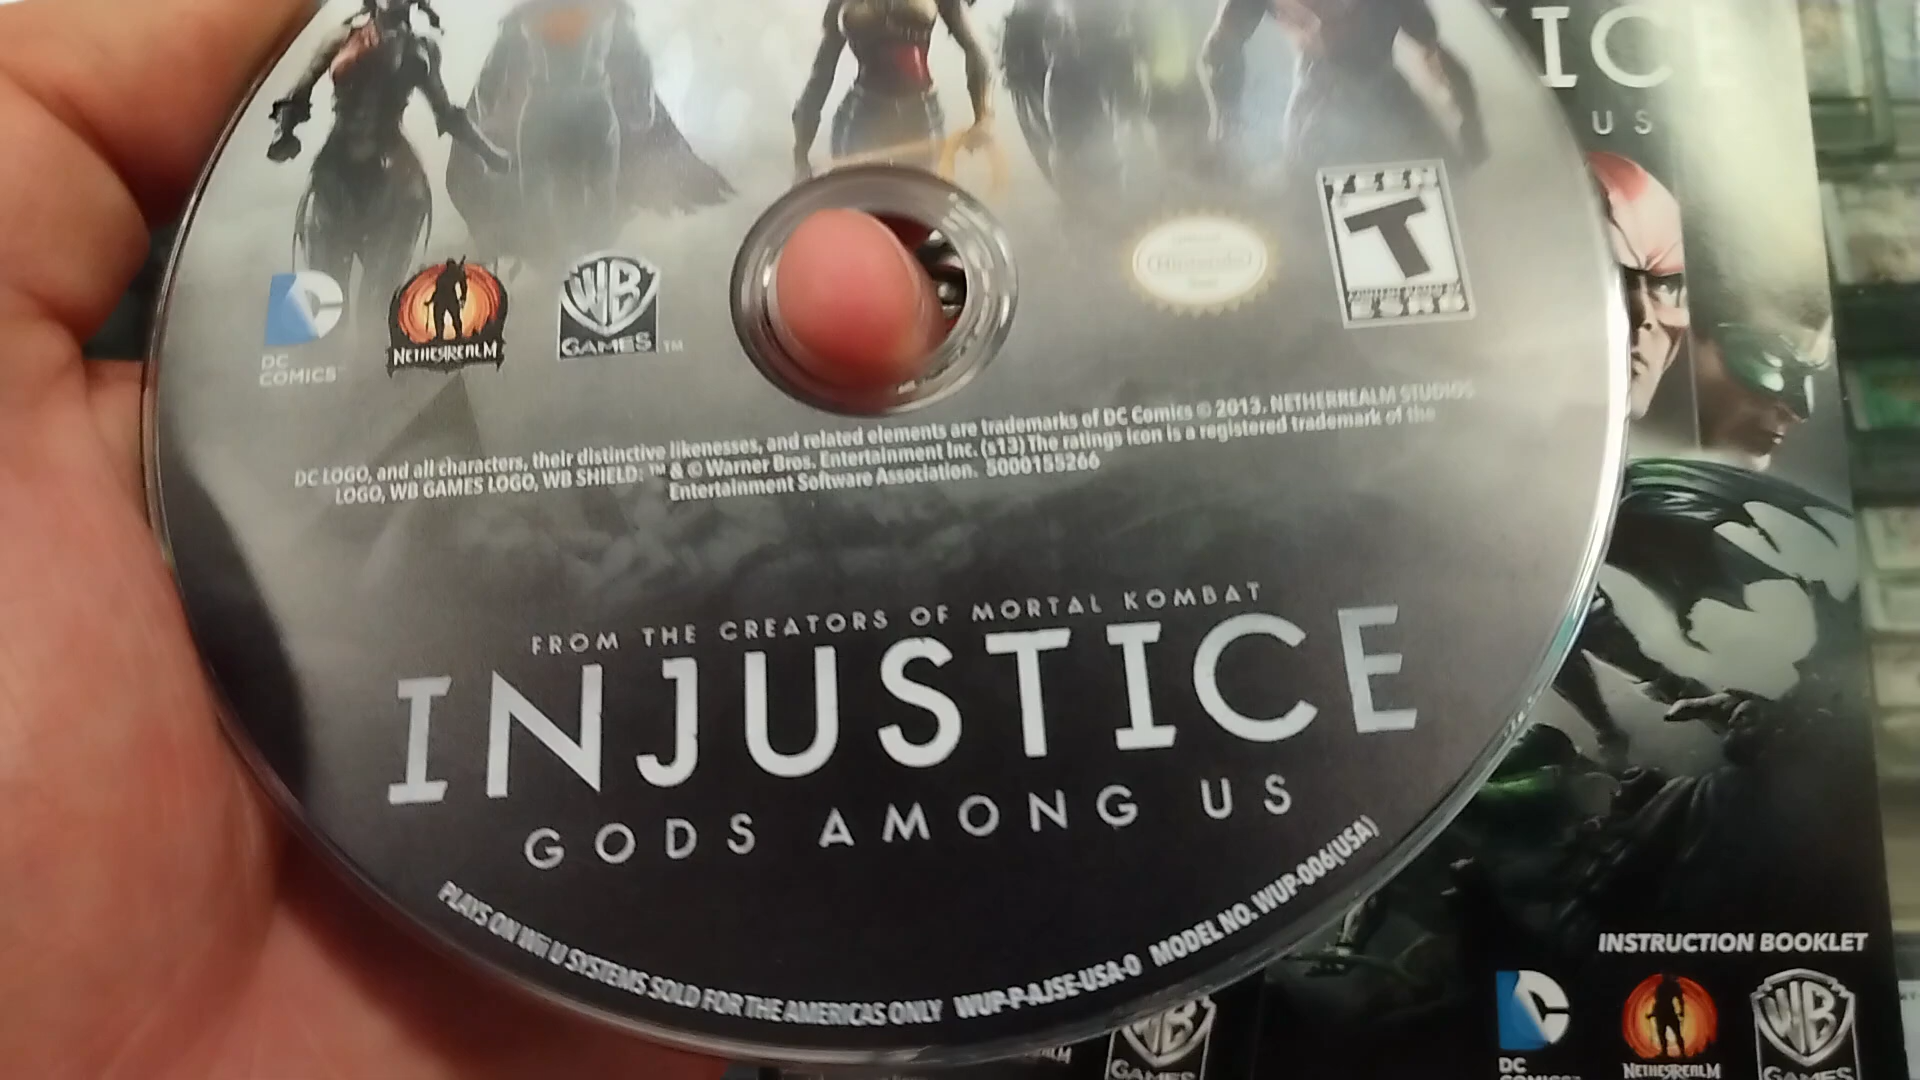 ICE
US
DC
COMICS™
NETHERREALM
WB
GAMES™
Nintendo
T
ESRB
DC LOGO, and all characters, their distinctive likenesses, and related elements are trademarks of DC Comics © 2013. NETHERREALM STUDIOS
LOGO, WB GAMES LOGO, WB SHIELD: ™ & © Warner Bros. Entertainment Inc. (s13) The ratings icon is a registered trademark of the
Entertainment Software Association. 5000155266
FROM THE CREATORS OF MORTAL KOMBAT
INJUSTICE
GODS AMONG US
PLAYS ON Wii U SYSTEMS SOLD FOR THE AMERICAS ONLY WUP-P-AJSE-USA-0 MODEL NO. WUP-006(USA)
INSTRUCTION BOOKLET
DC
COMICS™
NETHERREALM
WB
GAMES
WB
GAMES